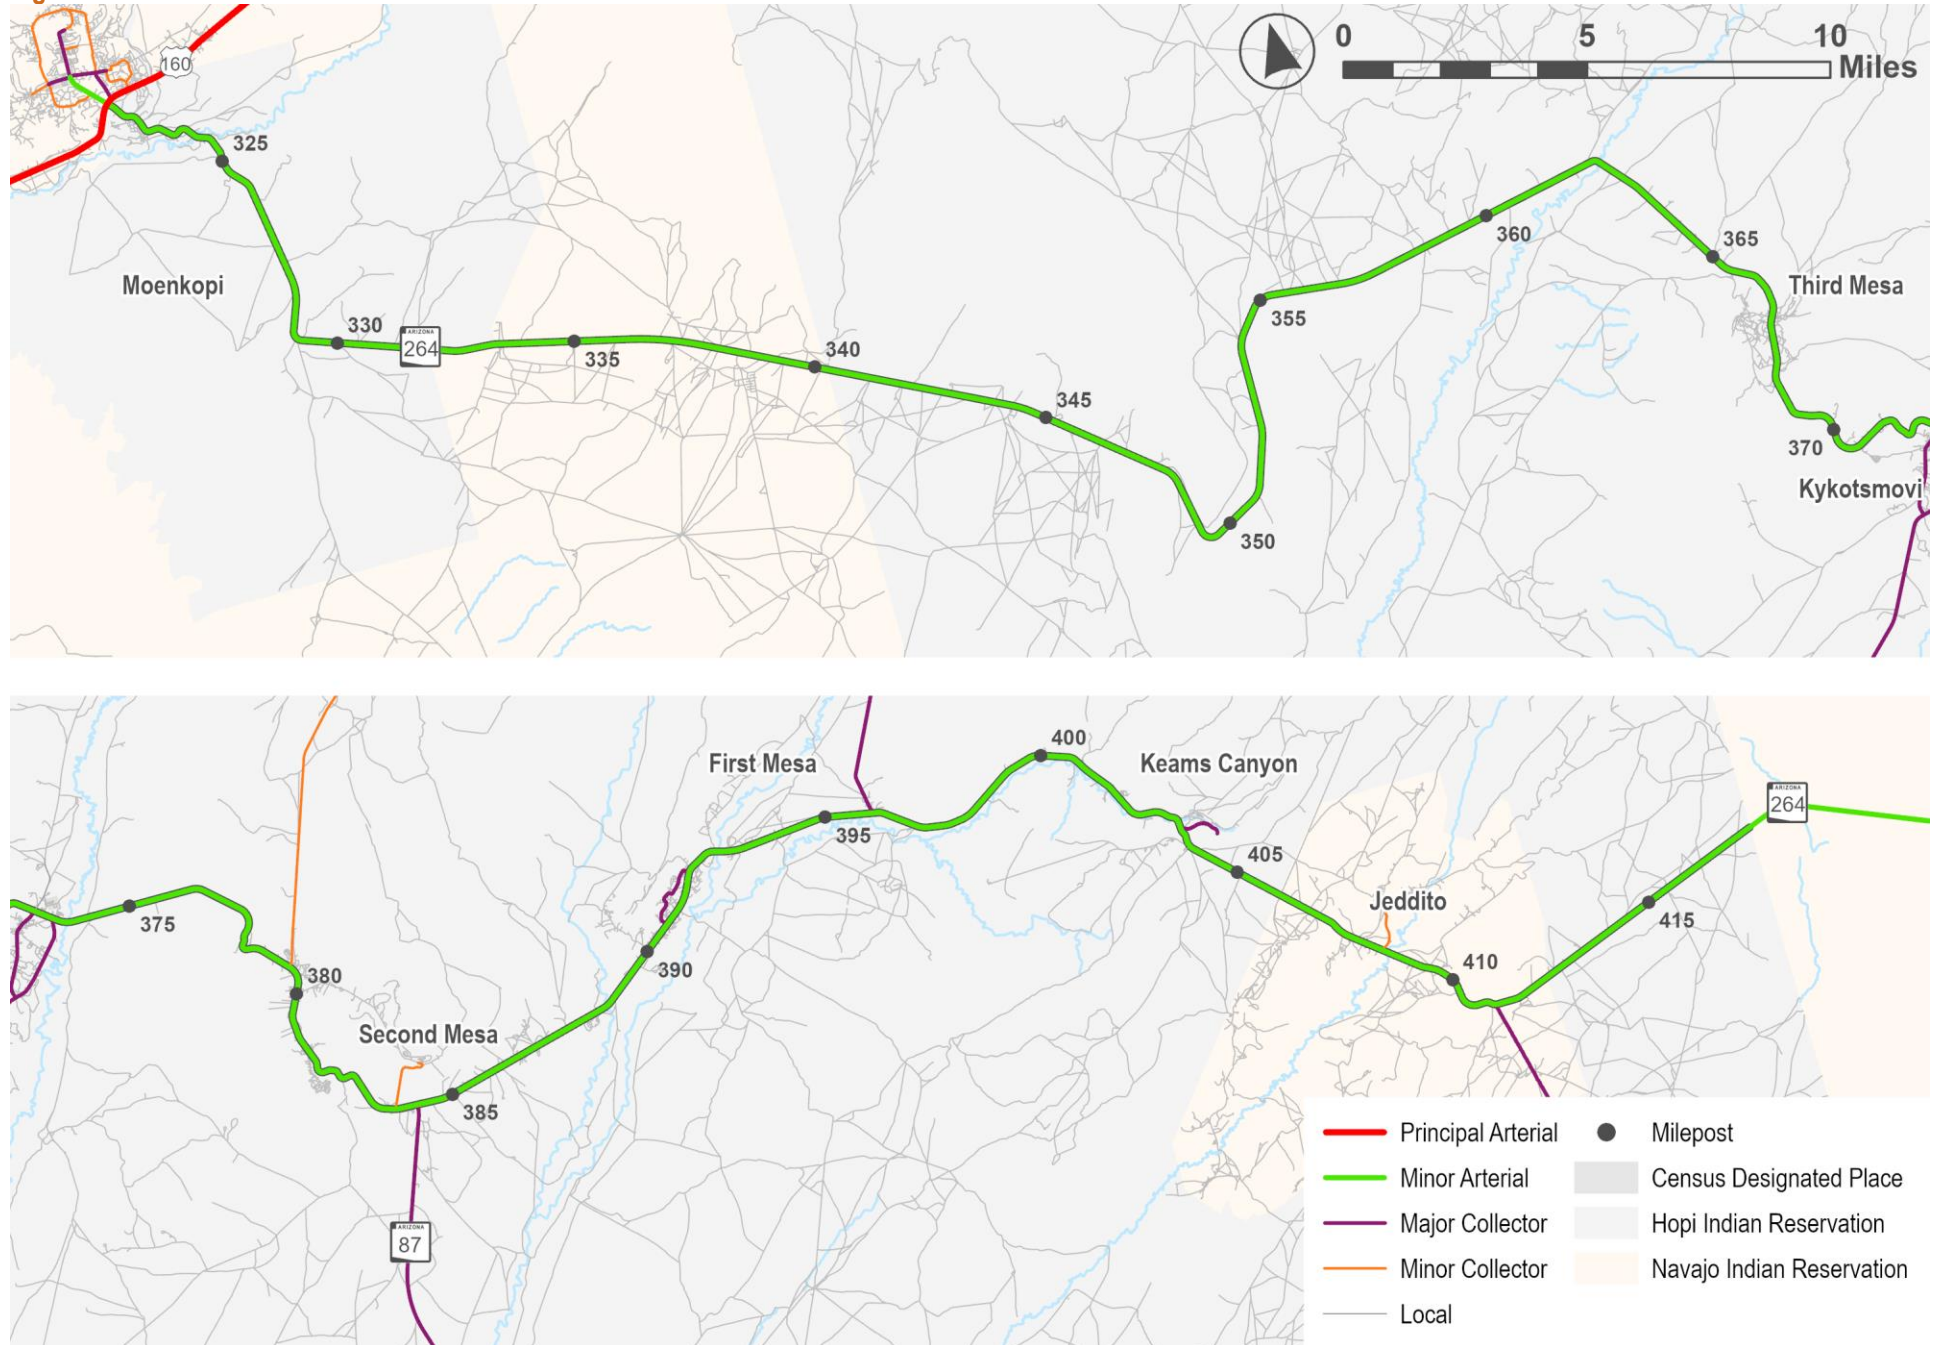 160
0 5 10
Miles
325
Moenkopi
330
ARIZONA
264
335
340
345
350
355
360
365
Third Mesa
370
Kykotsmovi
375
380
Second Mesa
385
ARIZONA
87
First Mesa
390
395
400
Keams Canyon
405
Jeddito
410
415
ARIZONA
264
Principal Arterial
Minor Arterial
Major Collector
Minor Collector
Local
Milepost
Census Designated Place
Hopi Indian Reservation
Navajo Indian Reservation